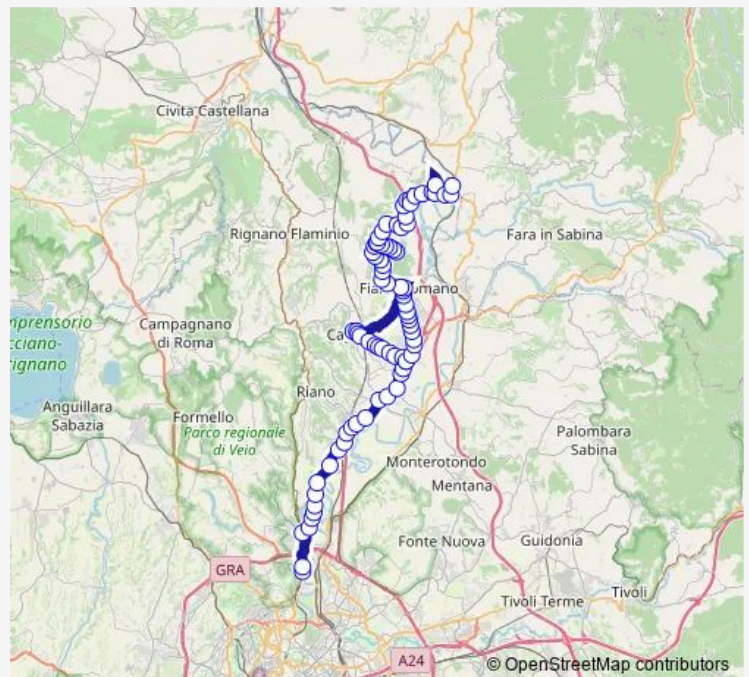 Civita Castellana
Rignano Flaminio
Fara in Sabina
Campagnano
di Roma
Riano
Anguillara
Sabazia
Formello
Parco regionale
di Veio
Palombara
Sabina
Monterotondo
Mentana
Fonte Nuova
Guidonia
GRA
Tivoli Terme
Tivoli
A24
© OpenStreetMap contributors